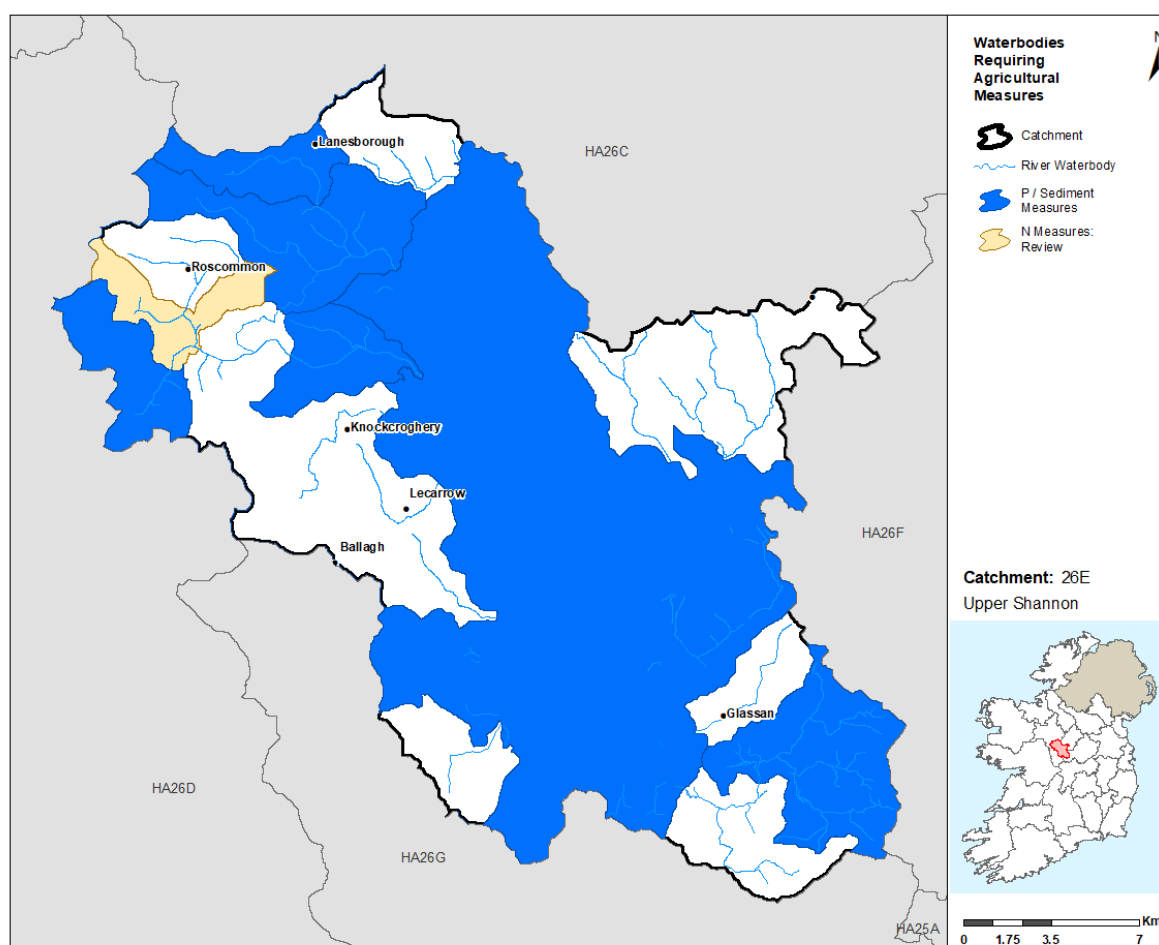 Lanesborough
HA26C
Roscommon
Knockcroghery
Lecarrow
Ballagh
HA26F
Glassan
HA26D
HA26G
HA25A
Waterbodies
Requiring
Agricultural
Measures
N
Catchment
River Waterbody
P / Sediment
Measures
N Measures:
Review
Catchment: 26E
Upper Shannon
Km
0 1.75 3.5 7